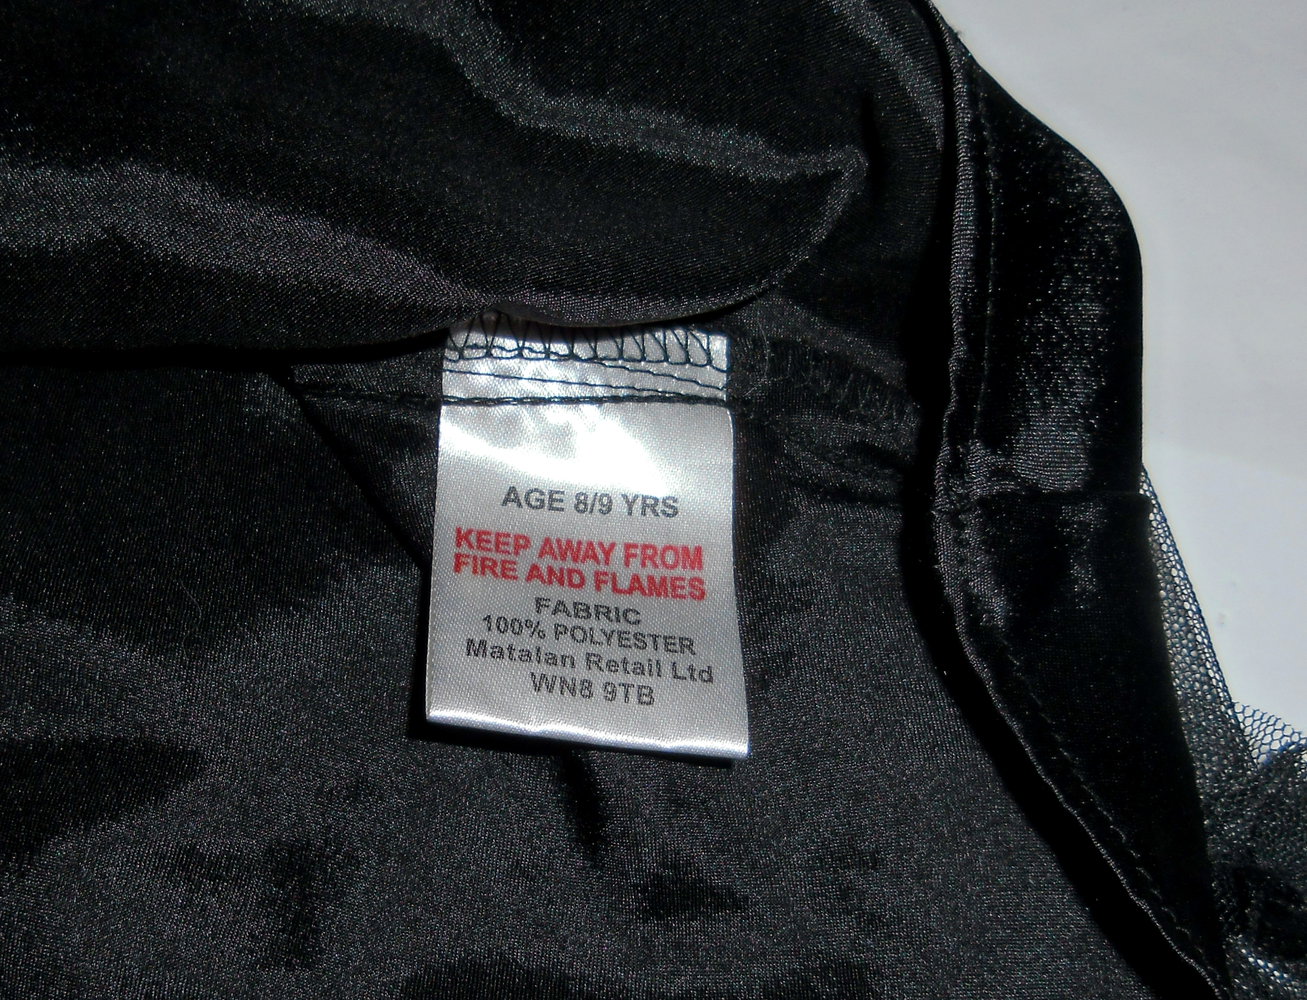 AGE 8/9 YRS
KEEP AWAY FROM
FIRE AND FLAMES
FABRIC
100% POLYESTER
Matalan Retail Ltd
WN8 9TB